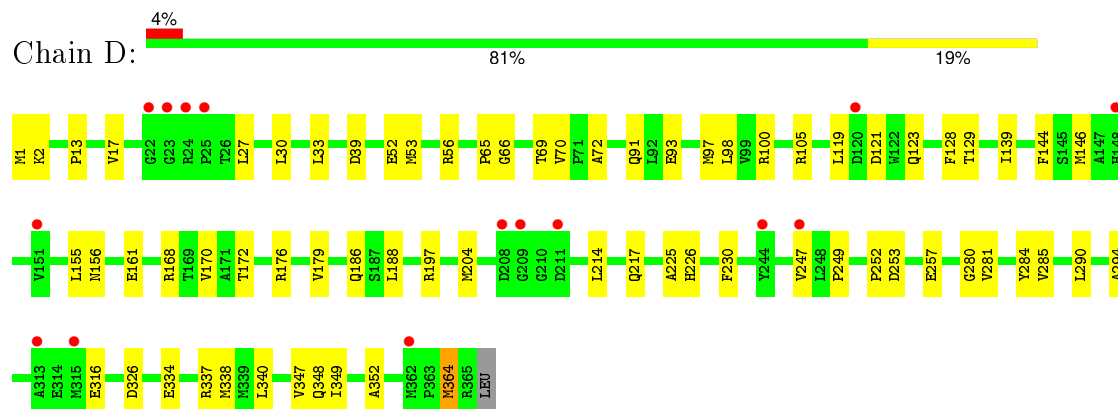 4%
Chain D:
81% 19%
M1 K2 P13 V17 G22 G23 R24 P25 T26 L27 L30 L33 D39 E52 M53 R56 P65 G66 T69 V70 P71 A72 Q91 L92 E93 M97 L98 V99 R100 R105 L119 D120 D121 W122 Q123 F128 T129 I139 F144 S145 M146 A147 H148
V151 L155 N156 E161 R168 T169 V170 A171 T172 R176 V179 Q186 S187 L188 R197 M204 D208 G209 G210 D211 L214 Q217 A225 H226 F230 Y244 V247 L248 P249 P252 D253 E257 G280 V281 Y284 V285 L290
A313 E314 M315 E316 D326 E334 R337 M338 M339 L340 V347 Q348 I349 A352 M362 P363 M364 R365 LEU